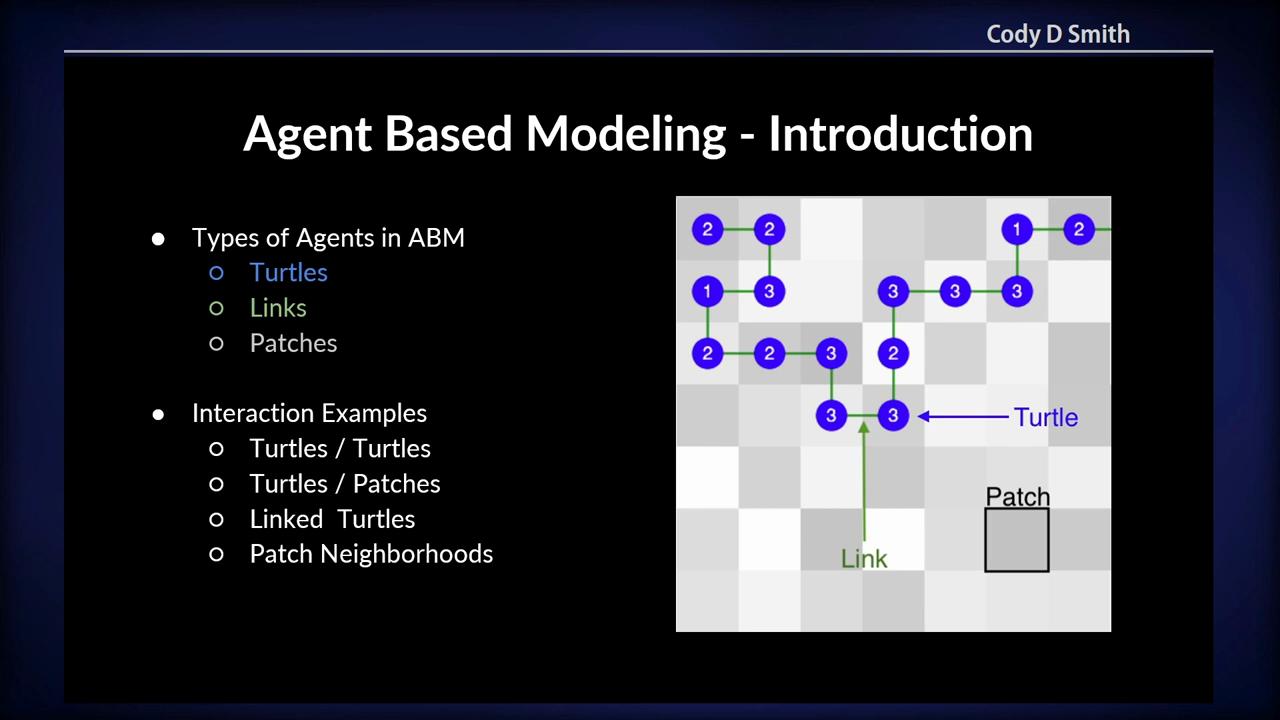 Cody D Smith
Agent Based Modeling - Introduction
● Types of Agents in ABM
○ Turtles
○ Links
○ Patches
● Interaction Examples
○ Turtles / Turtles
○ Turtles / Patches
○ Linked  Turtles
○ Patch Neighborhoods
2 2 1 2
1 3 3 3 3
2 2 3 2
3 3 Turtle
Patch
Link